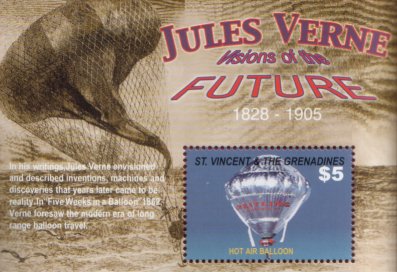 JULES VERNE
Visions of the
FUTURE
1828 - 1905
In his writings, Jules Verne envisioned
and described inventions, machines and
discoveries that years later came to be
reality. In 'Five Weeks in a Balloon' 1862,
Verne foresaw the modern era of long
range balloon travel.
ST. VINCENT & THE GRENADINES
$5
HOT AIR BALLOON